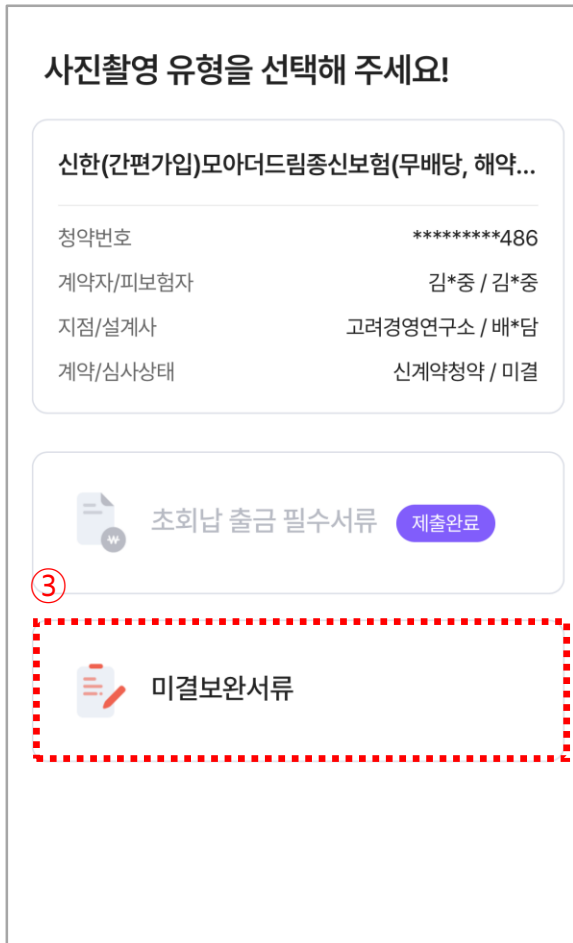 사진촬영 유형을 선택해 주세요!
신한(간편가입)모아더드림종신보험(무배당, 해약...
청약번호 *********486
계약자/피보험자 김*중 / 김*중
지점/설계사 고려경영연구소 / 배*담
계약/심사상태 신계약청약 / 미결
₩ 초회납 출금 필수서류 제출완료
③
미결보완서류